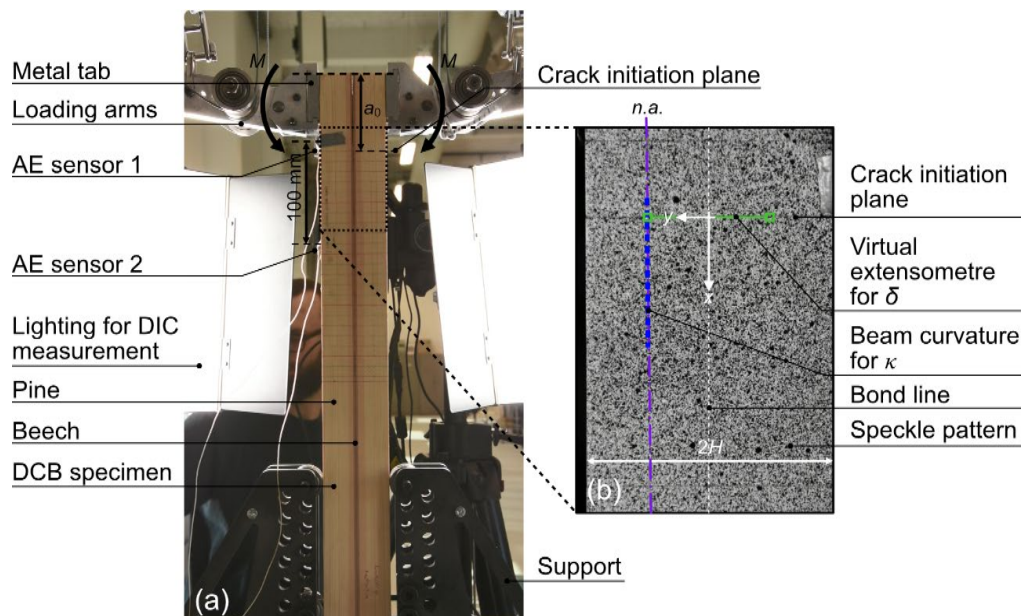 Metal tab
Loading arms
AE sensor 1
AE sensor 2
Lighting for DIC
measurement
Pine
Beech
DCB specimen
M
M
a₀
100 mm
(a)
Crack initiation plane
n.a.
y
x
2H
(b)
Crack initiation
plane
Virtual
extensometre
for δ
Beam curvature
for κ
Bond line
Speckle pattern
Support